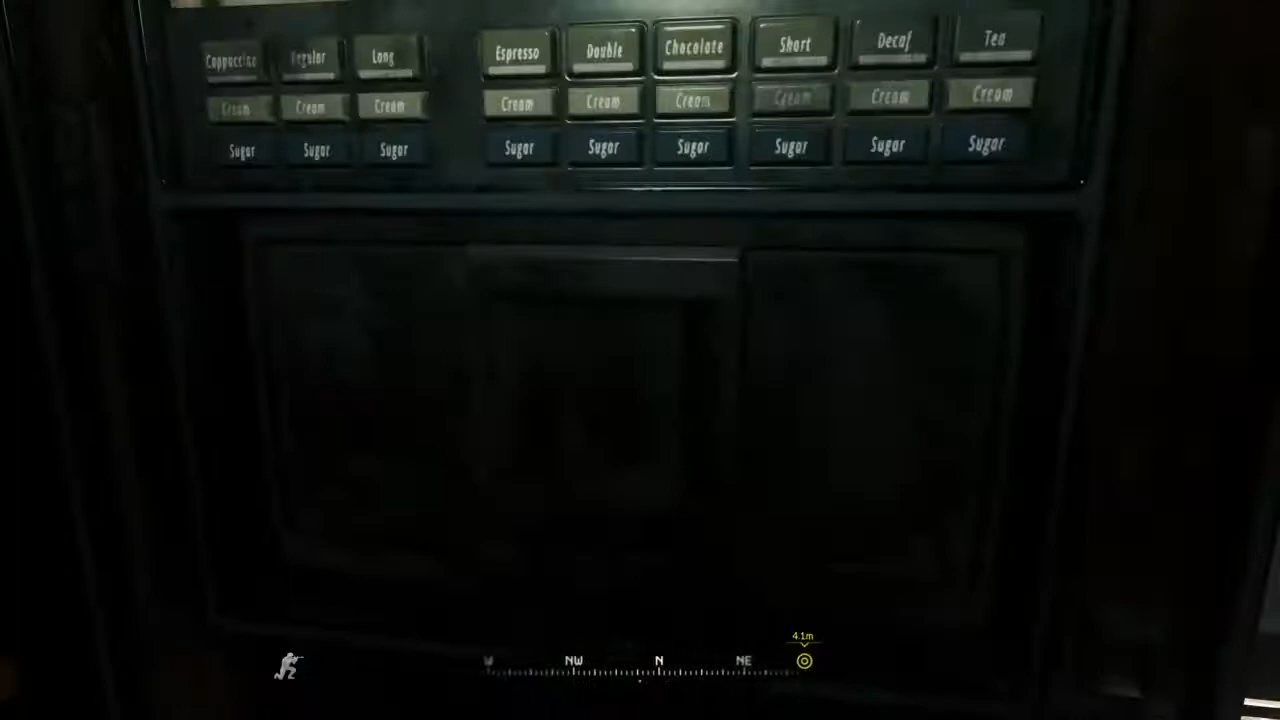 Cappuccino Regular Long Espresso Double Chocolate Short Decaf Tea
Cream Cream Cream Cream Cream Cream Cream Cream Cream
Sugar Sugar Sugar Sugar Sugar Sugar Sugar Sugar Sugar
4.1m
W NW N NE